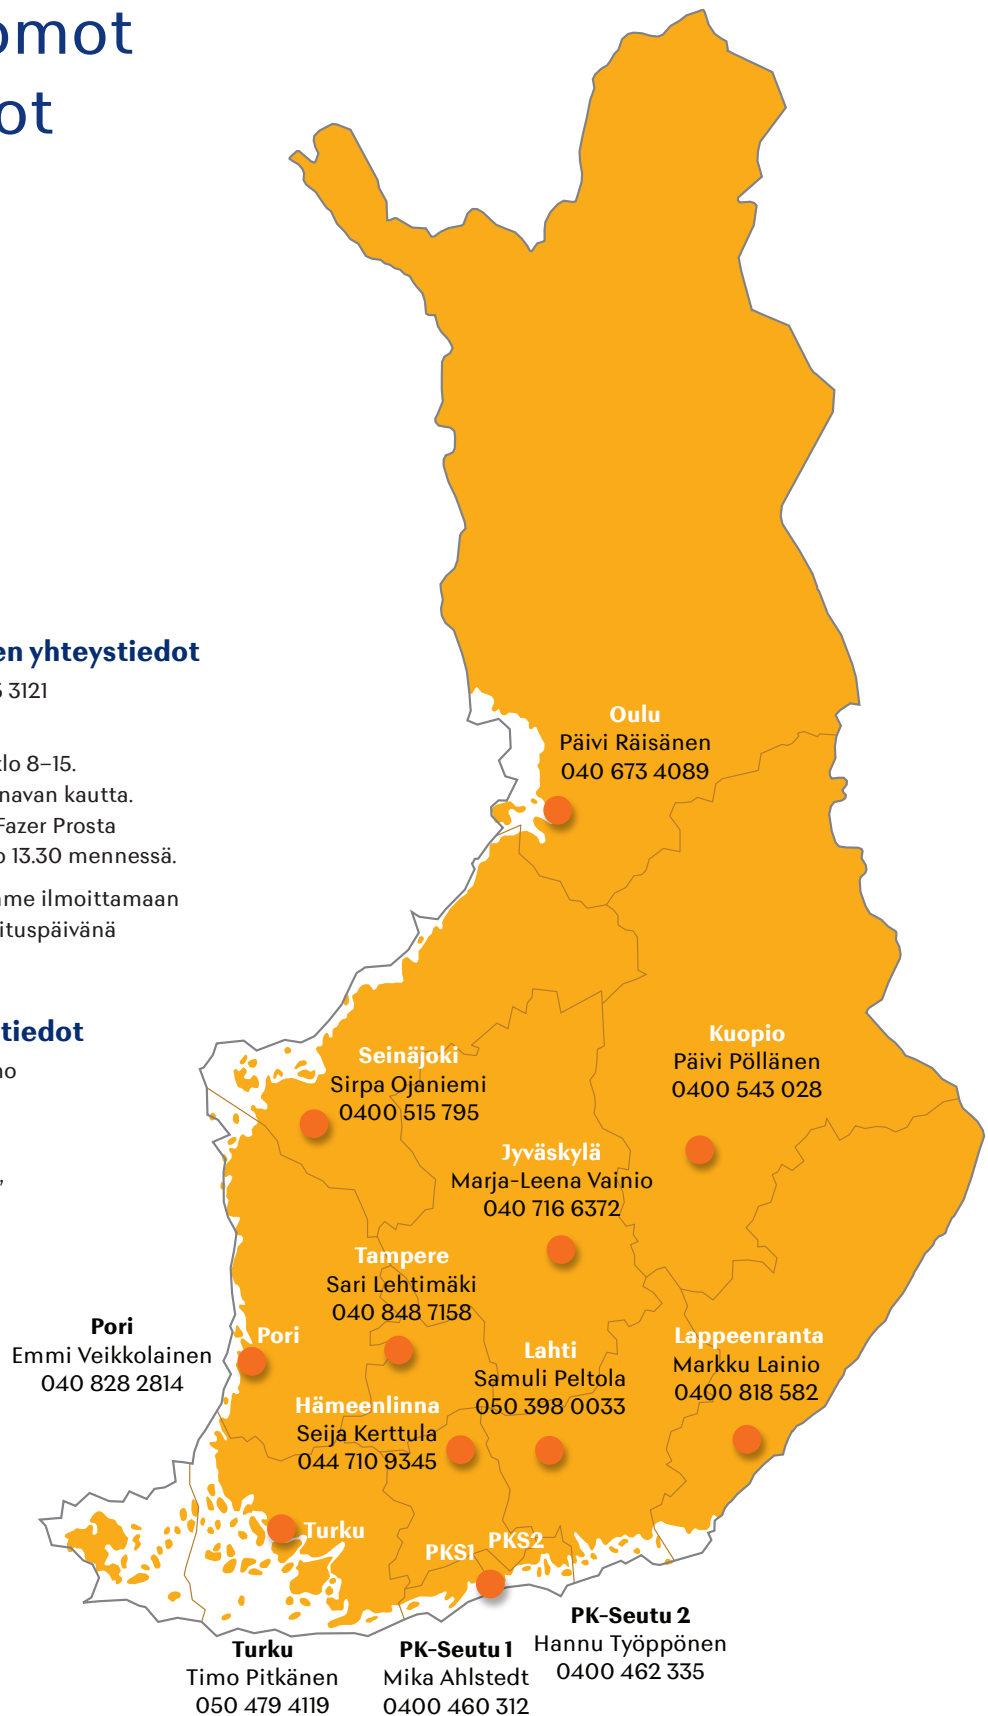 omot
ot
en yhteystiedot
3121
klo 8–15.
navan kautta.
Fazer Prosta
o 13.30 mennessä.
me ilmoittamaan
ituspäivänä
tiedot
no
,
Oulu
Päivi Räisänen
040 673 4089
Kuopio
Päivi Pöllänen
0400 543 028
Seinäjoki
Sirpa Ojaniemi
0400 515 795
Jyväskylä
Marja-Leena Vainio
040 716 6372
Tampere
Sari Lehtimäki
040 848 7158
Pori
Emmi Veikkolainen
040 828 2814
Pori
Lahti
Samuli Peltola
050 398 0033
Lappeenranta
Markku Lainio
0400 818 582
Hämeenlinna
Seija Kerttula
044 710 9345
Turku
PKS1
PKS2
PK-Seutu 2
Hannu Työppönen
0400 462 335
Turku
Timo Pitkänen
050 479 4119
PK-Seutu 1
Mika Ahlstedt
0400 460 312